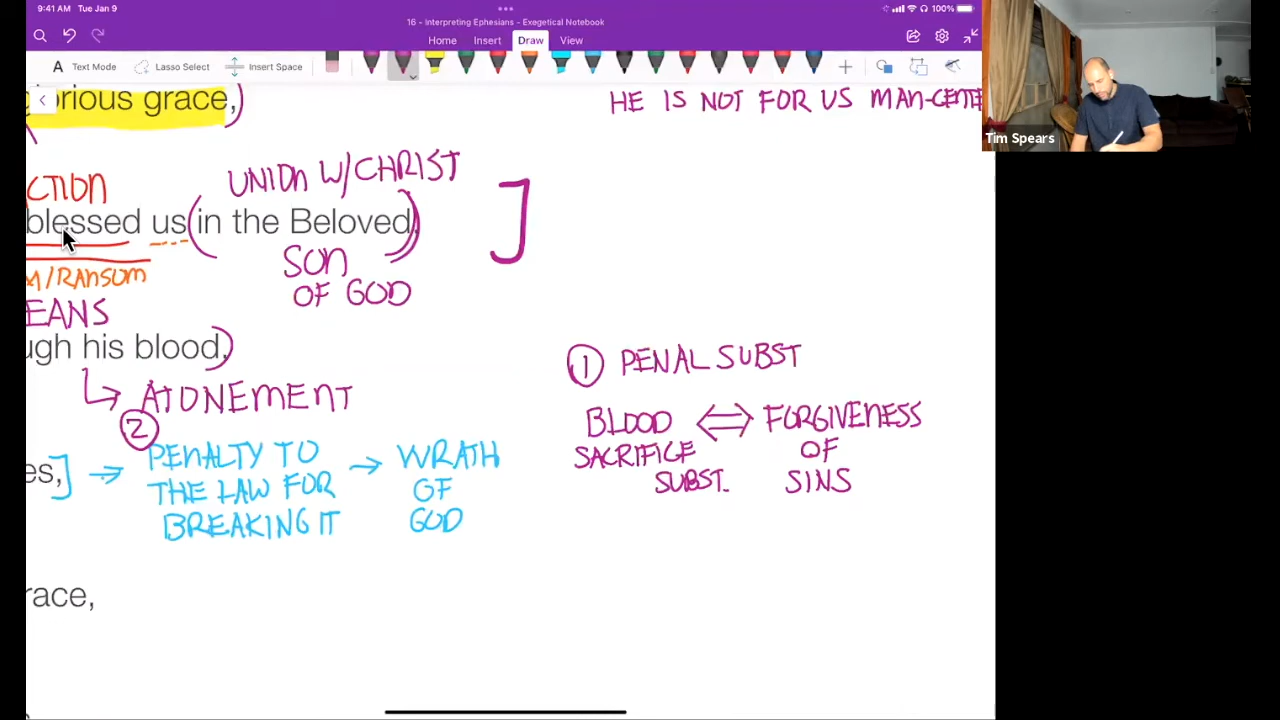 9:41 AM Tue Jan 9
100%
16 - Interpreting Ephesians - Exegetical Notebook
Home Insert Draw View
Text Mode Lasso Select Insert Space
Tim Spears
glorious grace,)
HE IS NOT FOR US MAN-CENTE
UNION W/CHRIST
CTION
blessed us (in the Beloved,)
]
SON
OF GOD
M/RANSOM
EANS
ugh his blood,)
① PENAL SUBST
ATONEMENT
②
BLOOD ⟺ FORGIVENESS
SACRIFICE OF
SUBST. SINS
es,] → PENALTY TO → WRATH
THE LAW FOR OF
BREAKING IT GOD
race,